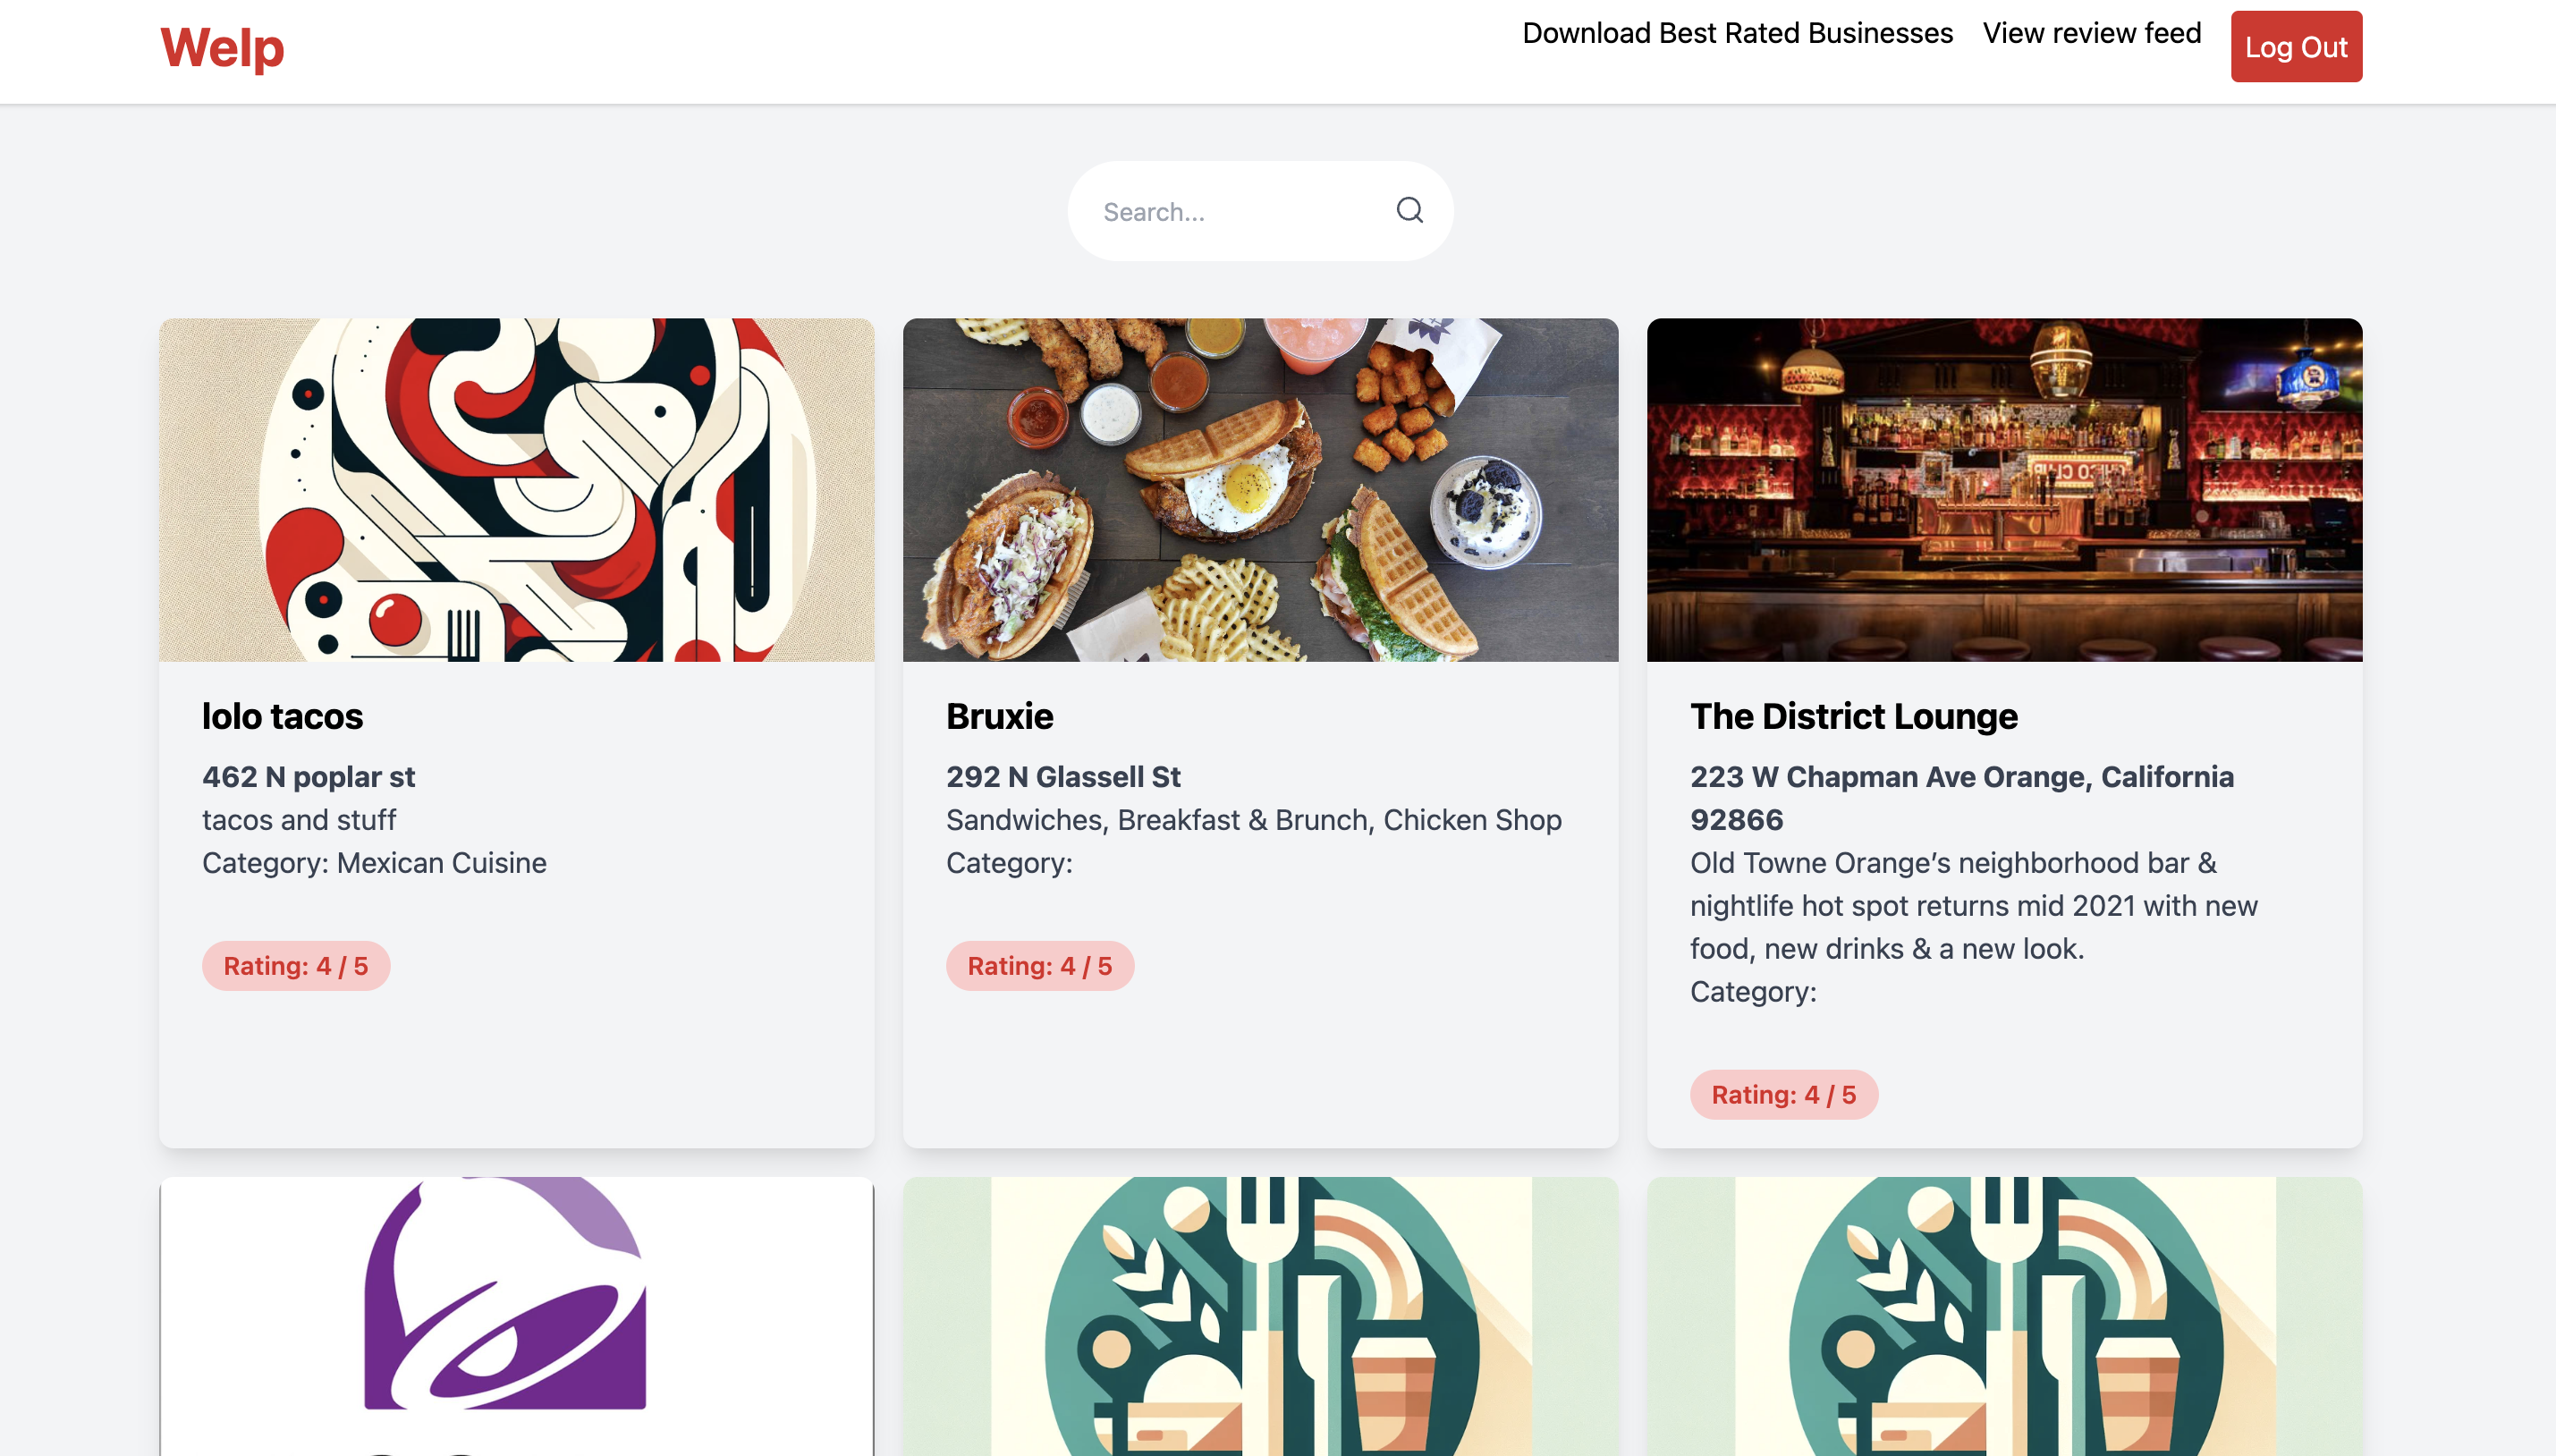 Welp
Download Best Rated Businesses
View review feed
Log Out
Search...
lolo tacos
462 N poplar st
tacos and stuff
Category: Mexican Cuisine
Rating: 4 / 5
Bruxie
292 N Glassell St
Sandwiches, Breakfast & Brunch, Chicken Shop
Category:
Rating: 4 / 5
The District Lounge
223 W Chapman Ave Orange, California
92866
Old Towne Orange’s neighborhood bar &
nightlife hot spot returns mid 2021 with new
food, new drinks & a new look.
Category:
Rating: 4 / 5